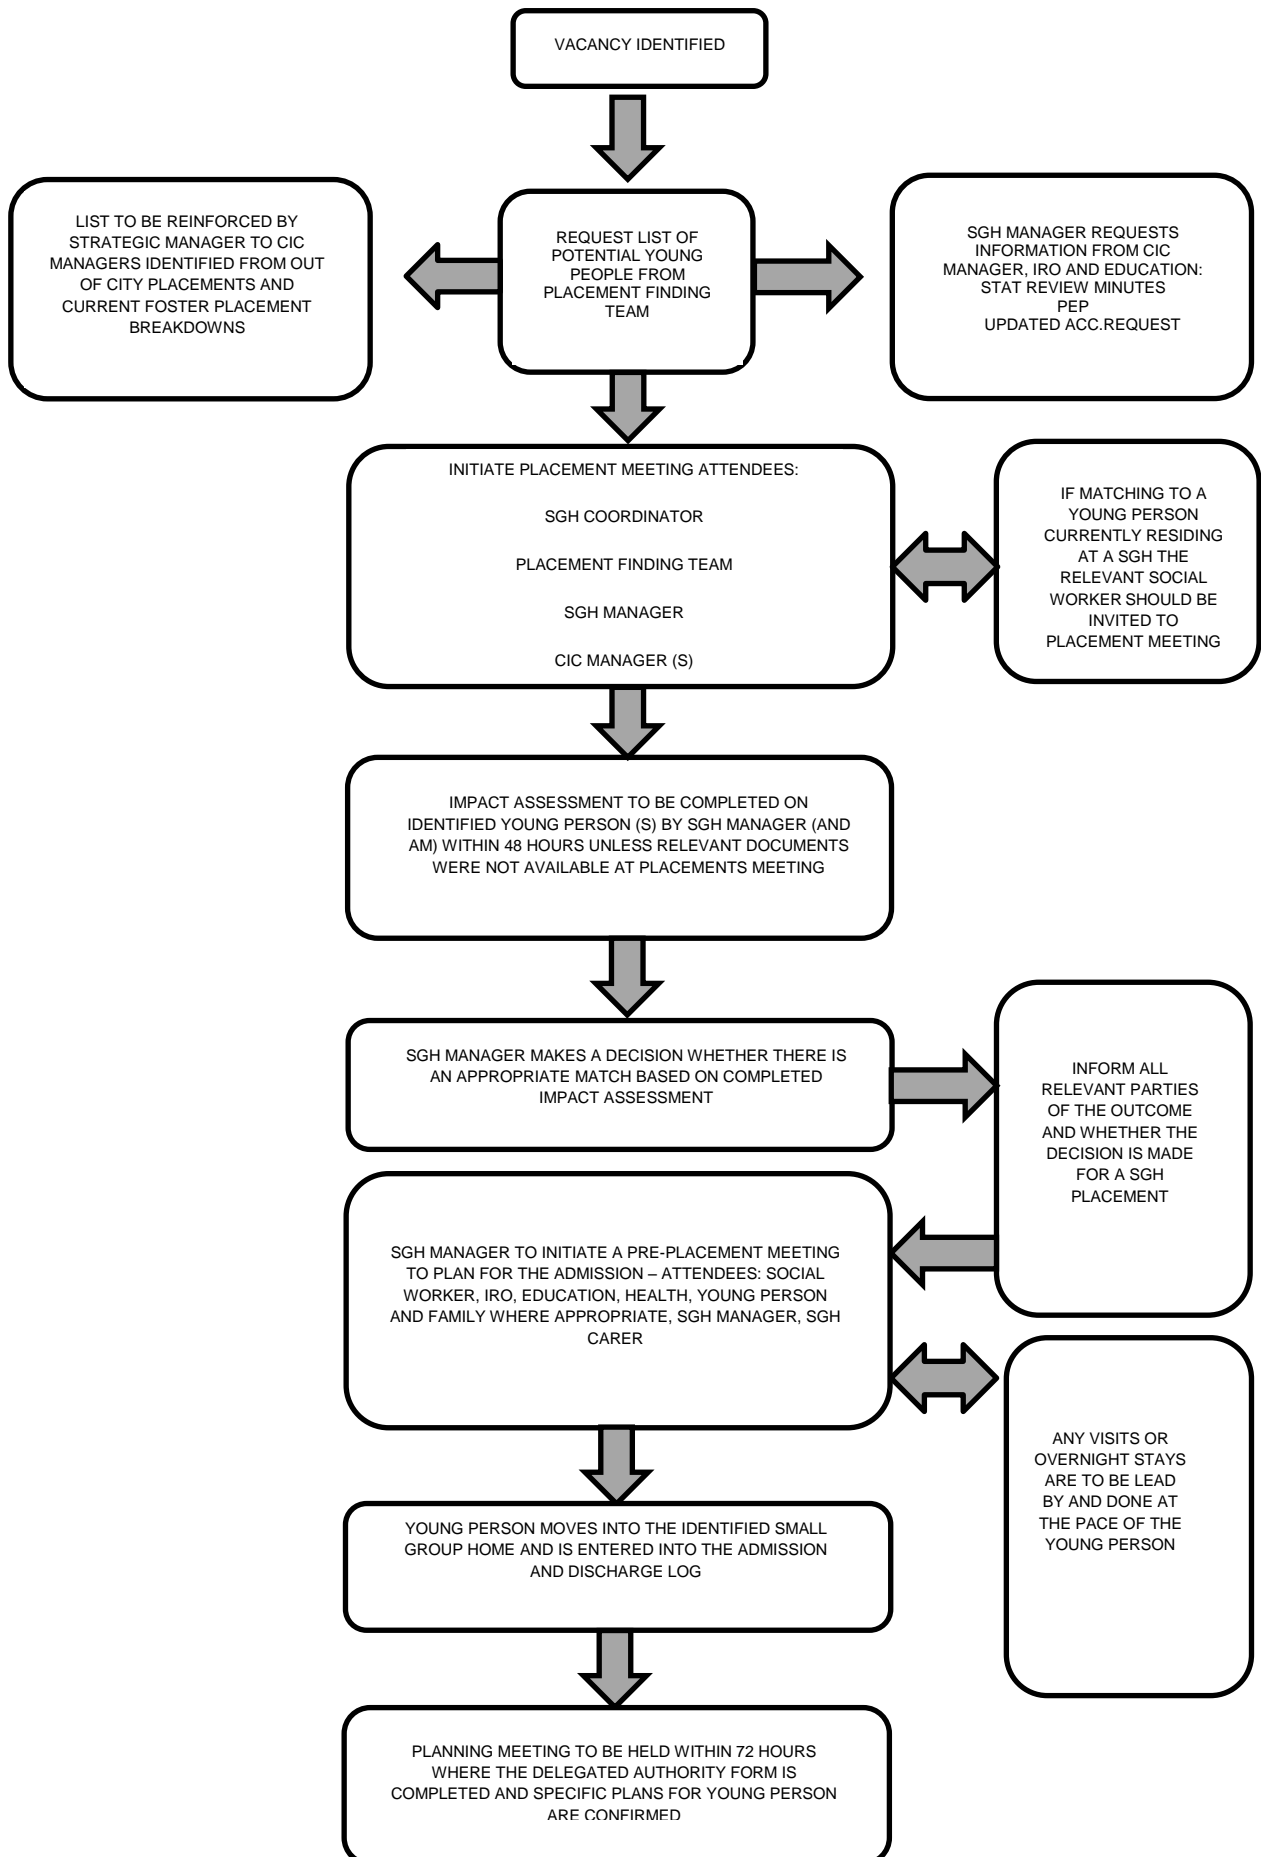 VACANCY IDENTIFIED
LIST TO BE REINFORCED BY
STRATEGIC MANAGER TO CIC
MANAGERS IDENTIFIED FROM OUT
OF CITY PLACEMENTS AND
CURRENT FOSTER PLACEMENT
BREAKDOWNS
REQUEST LIST OF
POTENTIAL YOUNG
PEOPLE FROM
PLACEMENT FINDING
TEAM
SGH MANAGER REQUESTS
INFORMATION FROM CIC
MANAGER, IRO AND EDUCATION:
STAT REVIEW MINUTES
PEP
UPDATED ACC.REQUEST
INITIATE PLACEMENT MEETING ATTENDEES:
SGH COORDINATOR
PLACEMENT FINDING TEAM
SGH MANAGER
CIC MANAGER (S)
IF MATCHING TO A
YOUNG PERSON
CURRENTLY RESIDING
AT A SGH THE
RELEVANT SOCIAL
WORKER SHOULD BE
INVITED TO
PLACEMENT MEETING
IMPACT ASSESSMENT TO BE COMPLETED ON
IDENTIFIED YOUNG PERSON (S) BY SGH MANAGER (AND
AM) WITHIN 48 HOURS UNLESS RELEVANT DOCUMENTS
WERE NOT AVAILABLE AT PLACEMENTS MEETING
SGH MANAGER MAKES A DECISION WHETHER THERE IS
AN APPROPRIATE MATCH BASED ON COMPLETED
IMPACT ASSESSMENT
INFORM ALL
RELEVANT PARTIES
OF THE OUTCOME
AND WHETHER THE
DECISION IS MADE
FOR A SGH
PLACEMENT
SGH MANAGER TO INITIATE A PRE-PLACEMENT MEETING
TO PLAN FOR THE ADMISSION – ATTENDEES: SOCIAL
WORKER, IRO, EDUCATION, HEALTH, YOUNG PERSON
AND FAMILY WHERE APPROPRIATE, SGH MANAGER, SGH
CARER
ANY VISITS OR
OVERNIGHT STAYS
ARE TO BE LEAD
BY AND DONE AT
THE PACE OF THE
YOUNG PERSON
YOUNG PERSON MOVES INTO THE IDENTIFIED SMALL
GROUP HOME AND IS ENTERED INTO THE ADMISSION
AND DISCHARGE LOG
PLANNING MEETING TO BE HELD WITHIN 72 HOURS
WHERE THE DELEGATED AUTHORITY FORM IS
COMPLETED AND SPECIFIC PLANS FOR YOUNG PERSON
ARE CONFIRMED